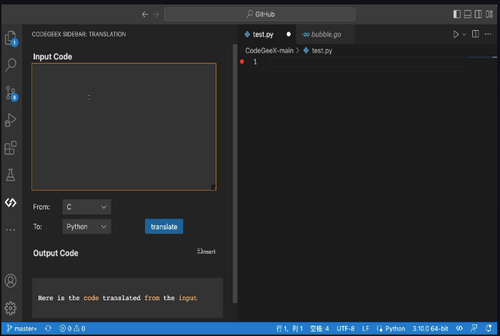 GitHub
CODEGEEX SIDEBAR: TRANSLATION
test.py
bubble.go
CodeGeeX-main > test.py
Input Code
1
From: C
To: Python
translate
Output Code
Insert
Here is the code translated from the input
master+
0 0
行 1, 列 1
空格: 4
UTF-8
LF
Python
3.10.0 64-bit